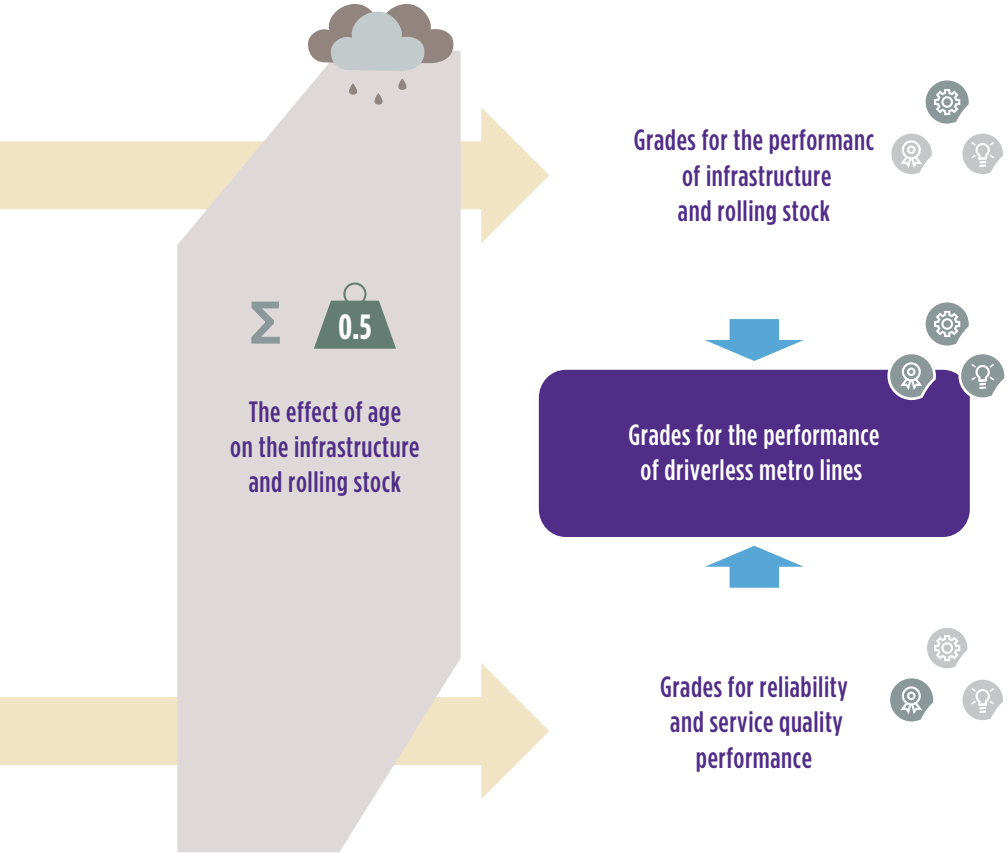 Grades for the performanc
of infrastructure
and rolling stock
Σ
0.5
The effect of age
on the infrastructure
and rolling stock
Grades for the performance
of driverless metro lines
Grades for reliability
and service quality
performance